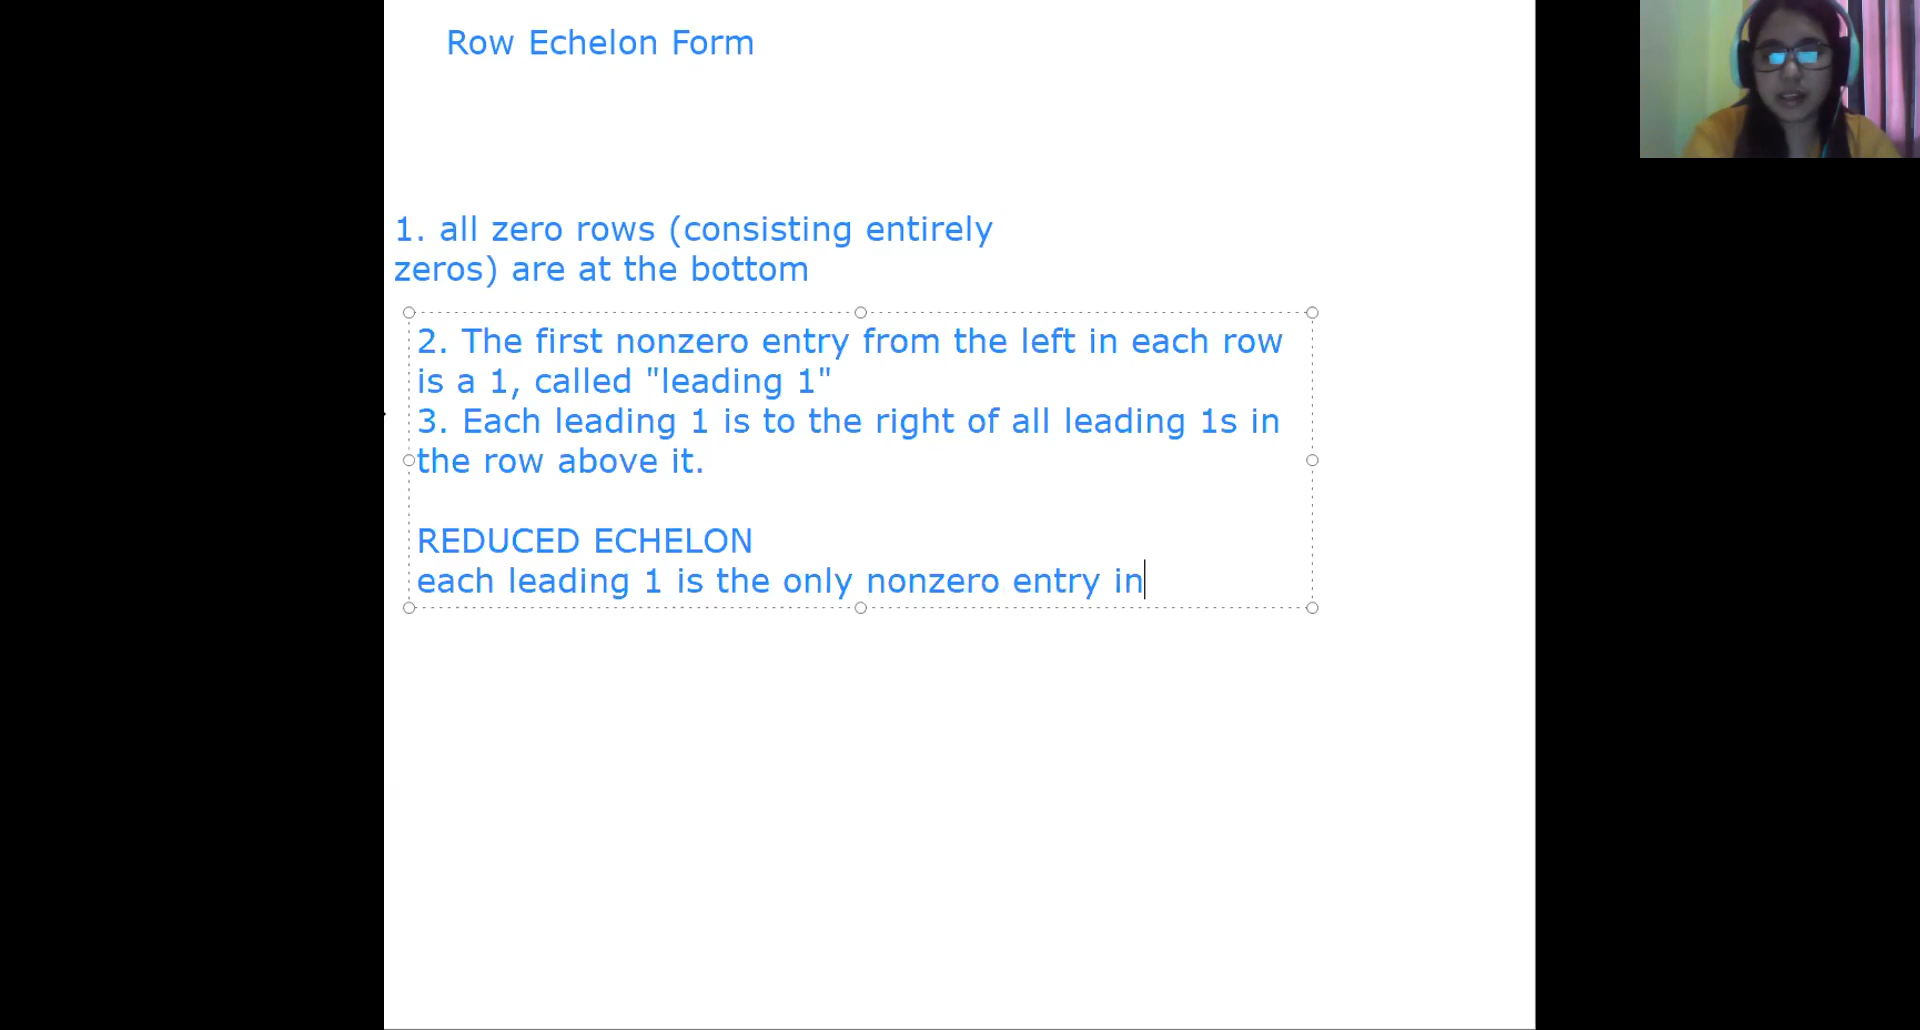 Row Echelon Form
1. all zero rows (consisting entirely
zeros) are at the bottom
2. The first nonzero entry from the left in each row
is a 1, called "leading 1"
3. Each leading 1 is to the right of all leading 1s in
the row above it.
REDUCED ECHELON
each leading 1 is the only nonzero entry in